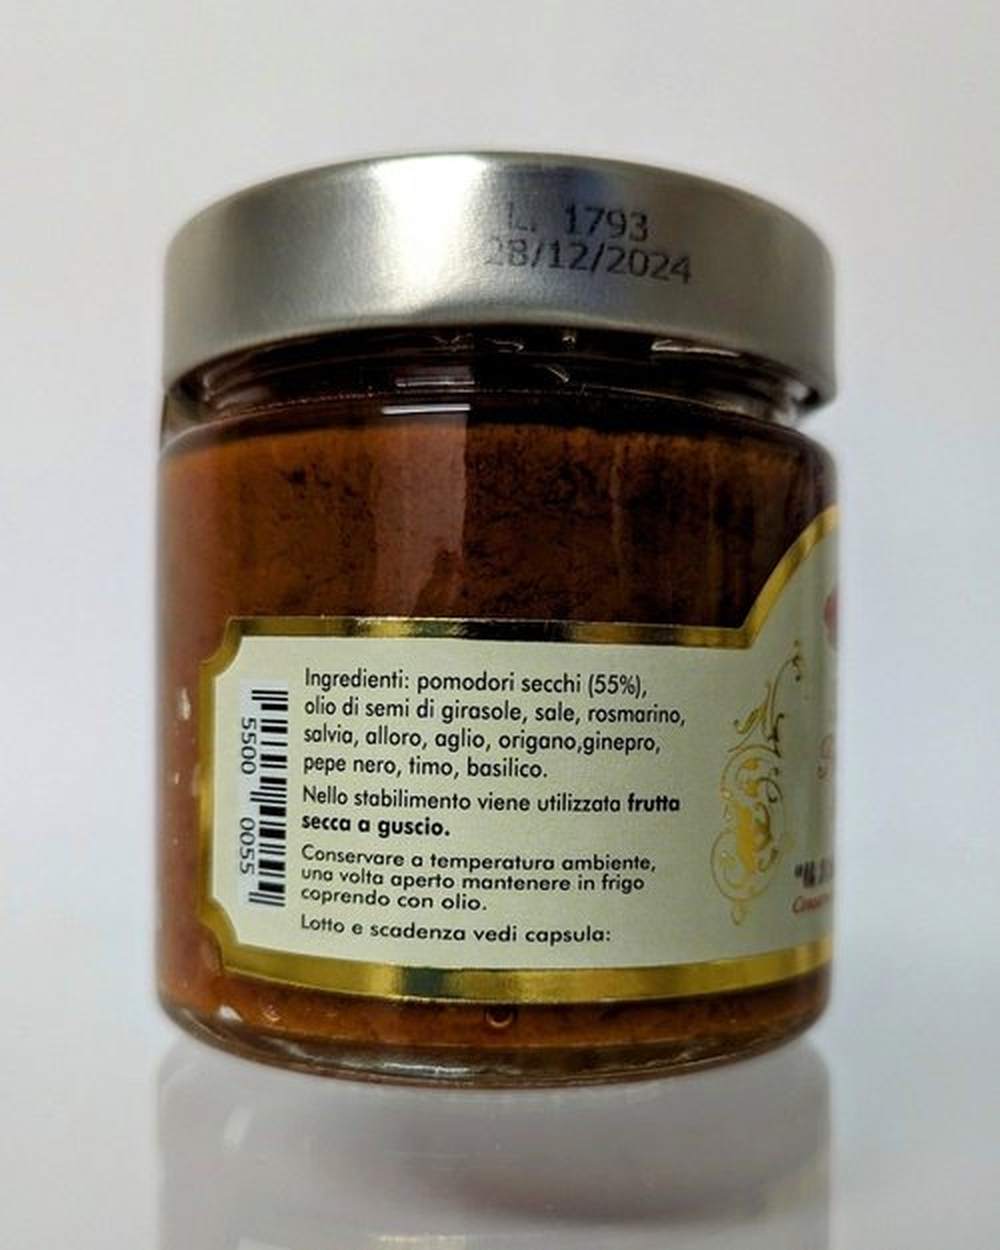 L. 1793
28/12/2024
Ingredienti: pomodori secchi (55%),
olio di semi di girasole, sale, rosmarino,
salvia, alloro, aglio, origano,ginepro,
pepe nero, timo, basilico.
Nello stabilimento viene utilizzata frutta
secca a guscio.
Conservare a temperatura ambiente,
una volta aperto mantenere in frigo
coprendo con olio.
Lotto e scadenza vedi capsula:
5500 0055